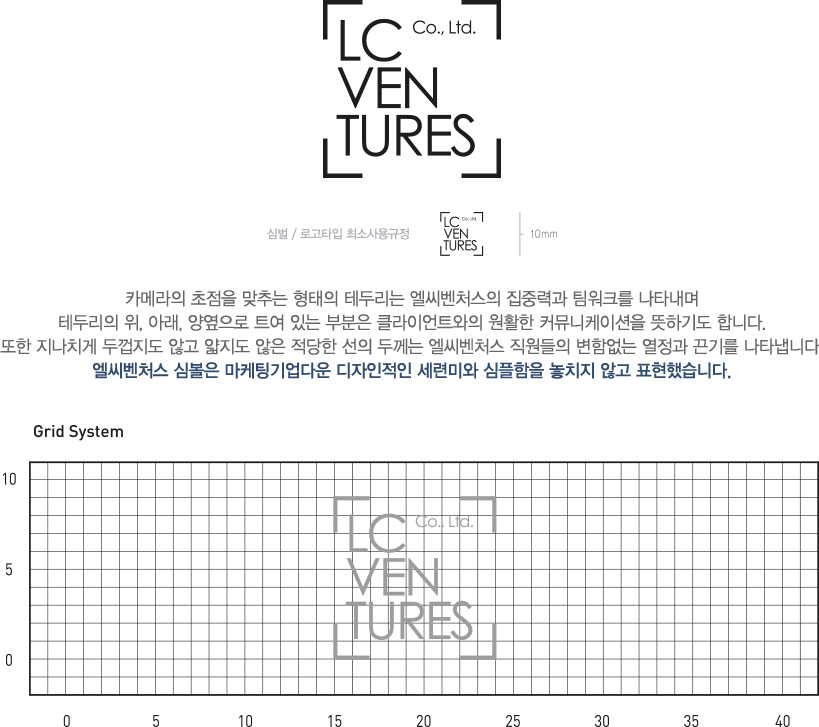 LC Co., Ltd.
VEN
TURES
심벌 / 로고타입 최소사용규정
LC Co., Ltd.
VEN
TURES
10mm
카메라의 초점을 맞추는 형태의 테두리는 엘씨벤처스의 집중력과 팀워크를 나타내며
테두리의 위, 아래, 양옆으로 트여 있는 부분은 클라이언트와의 원활한 커뮤니케이션을 뜻하기도 합니다.
또한 지나치게 두껍지도 않고 얇지도 않은 적당한 선의 두께는 엘씨벤처스 직원들의 변함없는 열정과 끈기를 나타냅니다
엘씨벤처스 심볼은 마케팅기업다운 디자인적인 세련미와 심플함을 놓치지 않고 표현했습니다.
Grid System
10
5
0
LC Co., Ltd.
VEN
TURES
0 5 10 15 20 25 30 35 40